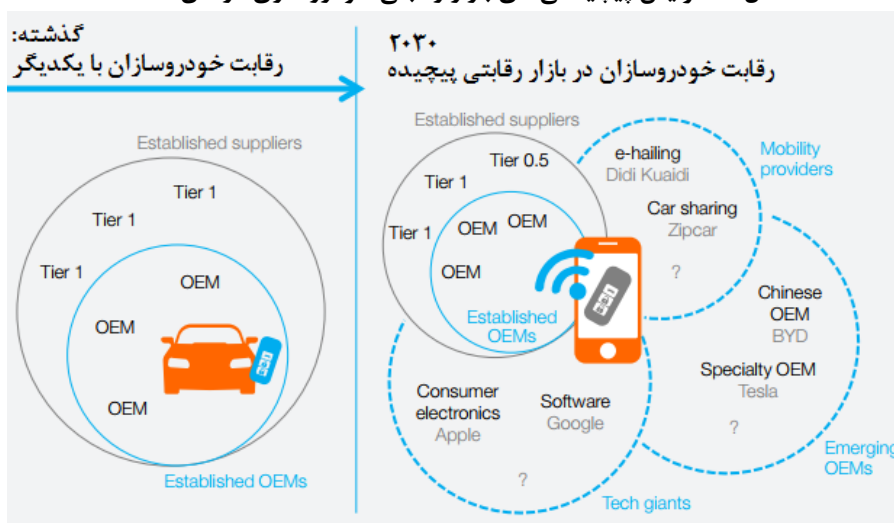 گذشته:
رقابت خودروسازان با یکدیگر
Established suppliers
Tier 1
Tier 1
Tier 1
OEM
OEM
OEM
Established OEMs
۲۰۳۰
رقابت خودروسازان در بازار رقابتی پیچیده
Established suppliers
Tier 0.5
Tier 1
Tier 1
OEM OEM
OEM
Established
OEMs
e-hailing
Didi Kuaidi
Car sharing
Zipcar
?
Mobility
providers
Chinese
OEM
BYD
Specialty OEM
Tesla
?
Emerging
OEMs
Consumer
electronics
Apple
Software
Google
?
Tech giants